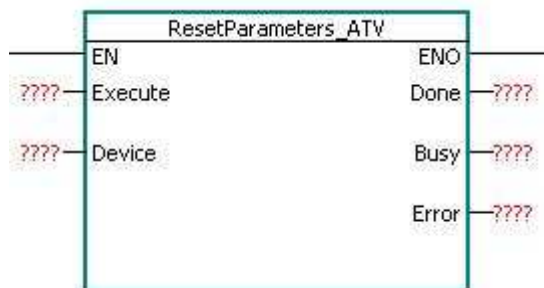 ResetParameters_ATV
EN ENO
???? Execute Done ????
???? Device Busy ????
Error ????